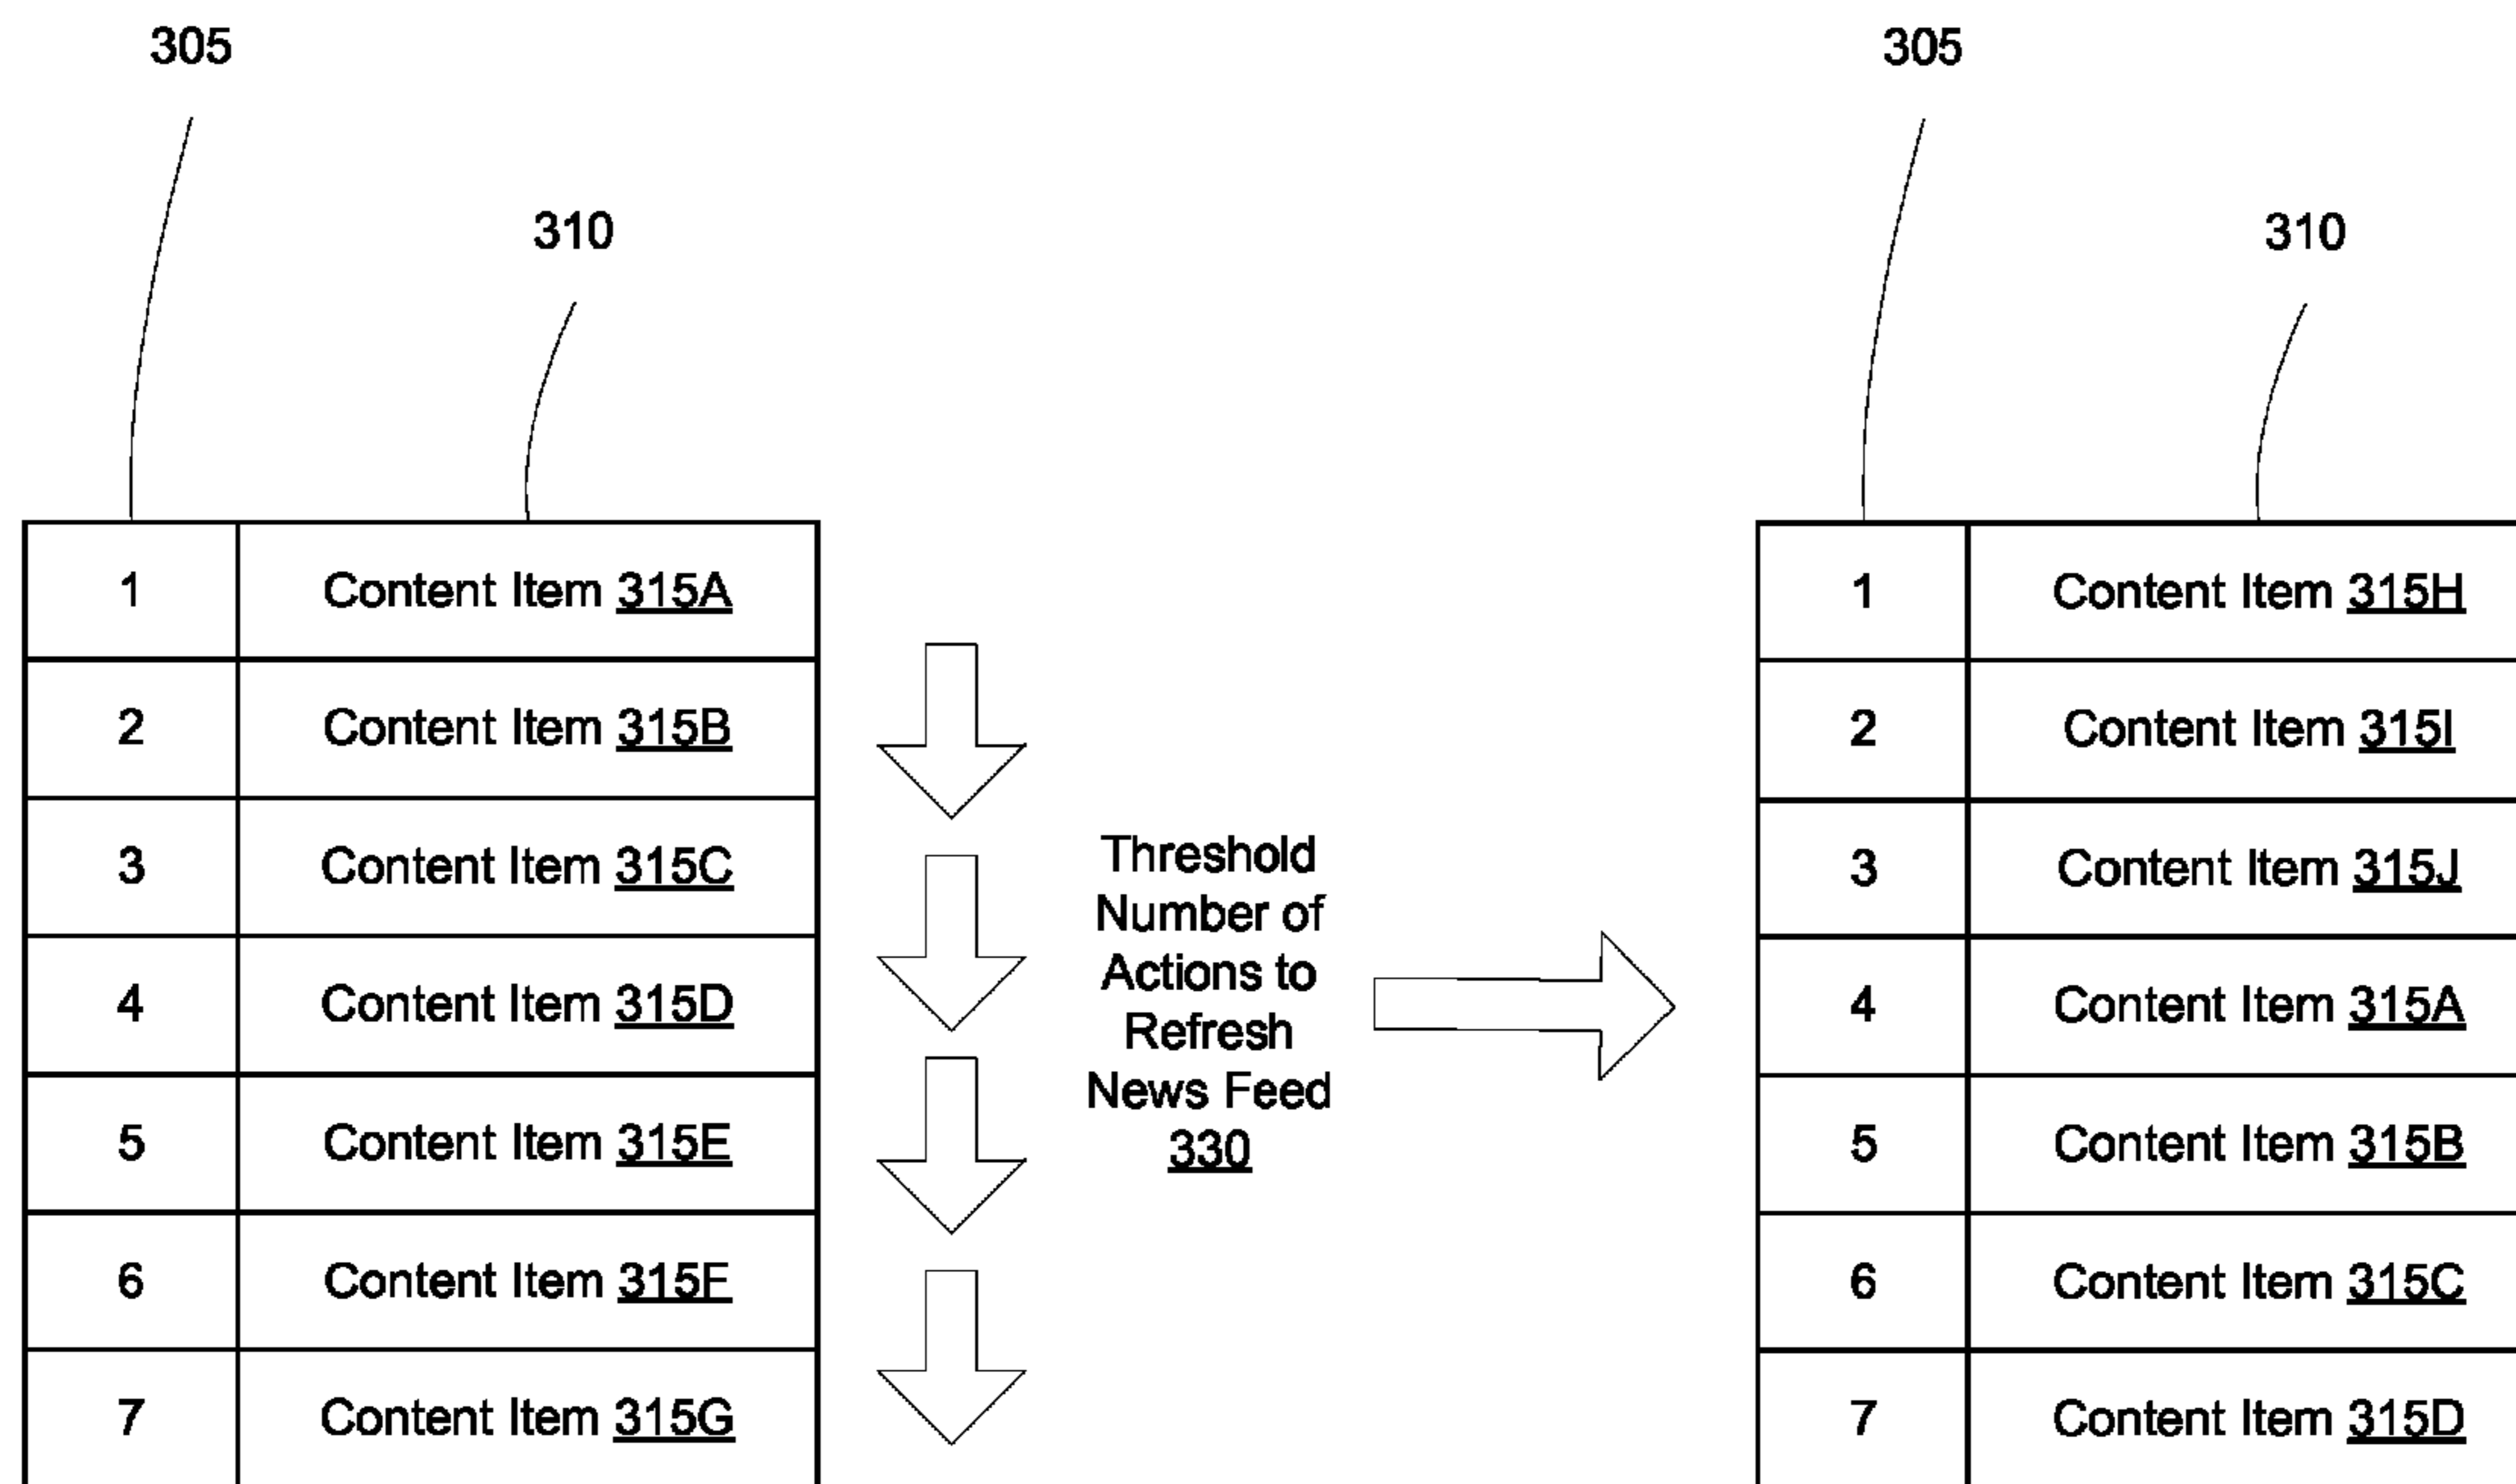 305
310
1 Content Item 315A
2 Content Item 315B
3 Content Item 315C
4 Content Item 315D
5 Content Item 315E
6 Content Item 315F
7 Content Item 315G
Threshold
Number of
Actions to
Refresh
News Feed
330
305
310
1 Content Item 315H
2 Content Item 315I
3 Content Item 315J
4 Content Item 315A
5 Content Item 315B
6 Content Item 315C
7 Content Item 315D